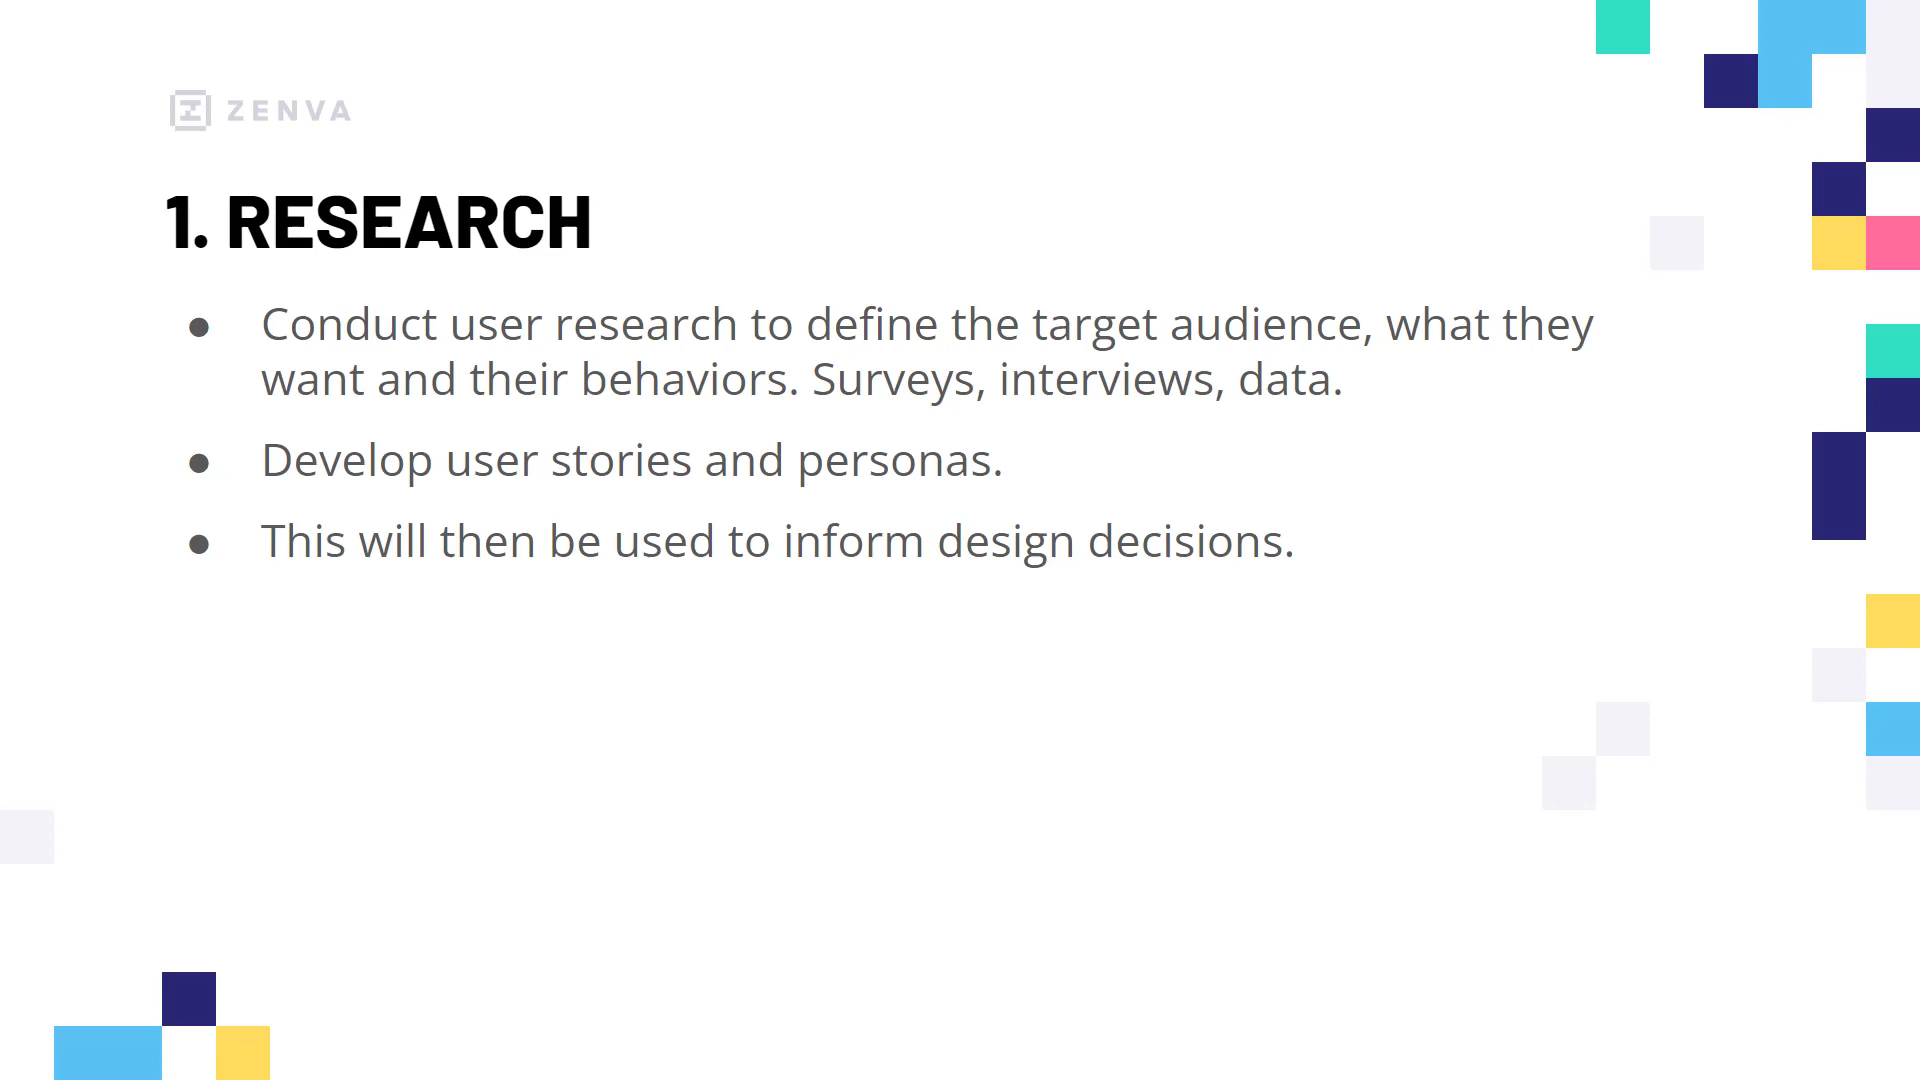 ZENVA
1. RESEARCH
● Conduct user research to define the target audience, what they
want and their behaviors. Surveys, interviews, data.
● Develop user stories and personas.
● This will then be used to inform design decisions.